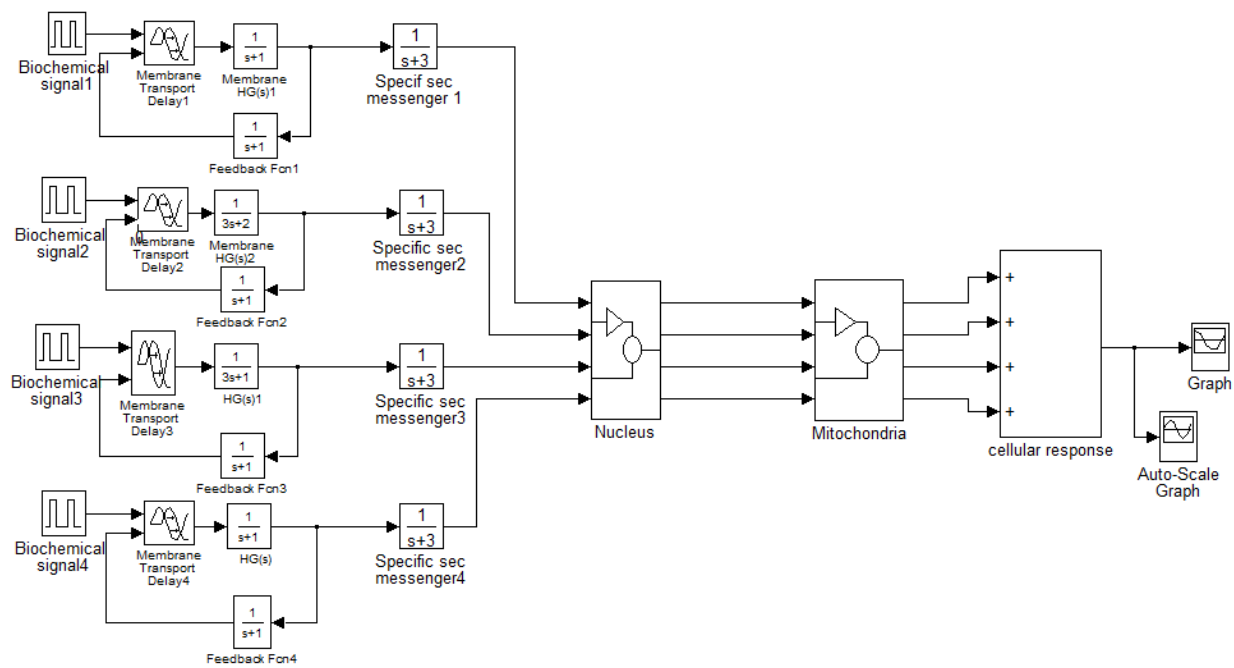 Biochemical
signal1
Membrane
Transport
Delay1
1
s+1
Membrane
HG(s)1
1
s+3
Specif sec
messenger 1
1
s+1
Feedback Fcn1
Biochemical
signal2
0
Membrane
Transport
Delay2
1
3s+2
Membrane
HG(s)2
1
s+3
Specific sec
messenger2
1
s+1
Feedback Fcn2
Biochemical
signal3
Membrane
Transport
Delay3
1
3s+1
HG(s)1
1
s+3
Specific sec
messenger3
1
s+1
Feedback Fcn3
Biochemical
signal4
Membrane
Transport
Delay4
1
s+1
HG(s)
1
s+3
Specific sec
messenger4
1
s+1
Feedback Fcn4
Nucleus
Mitochondria
+
+
+
+
cellular response
Graph
Auto-Scale
Graph